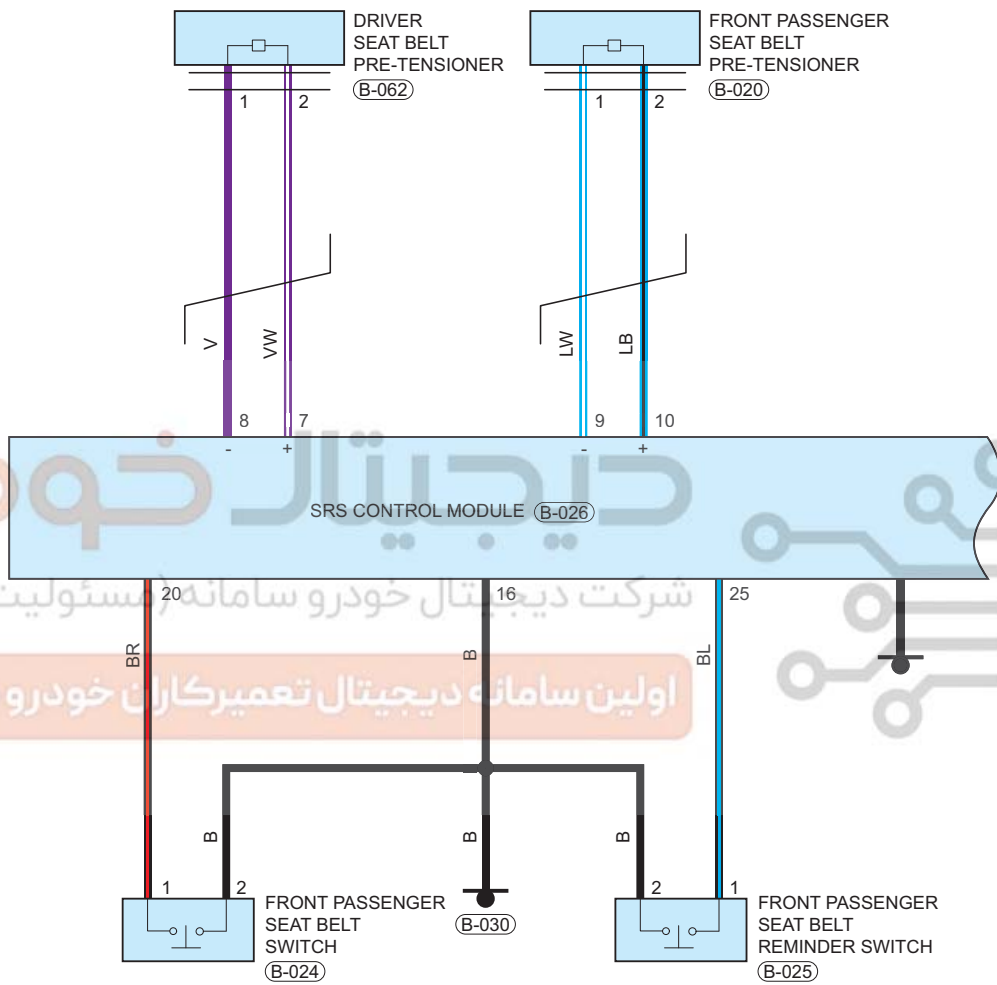 DRIVER
SEAT BELT
PRE-TENSIONER
B-062
FRONT PASSENGER
SEAT BELT
PRE-TENSIONER
B-020
1 2
1 2
V VW
LW LB
8 7
9 10
- +
- +
دیجیتال خود
SRS CONTROL MODULE B-026
شرکت دیجیتال خودرو سامانه (مسئولیت
20 16 25
BR B BL
اولین سامانه دیجیتال تعمیرکاران خودرو
B B B
1 2
FRONT PASSENGER
SEAT BELT
SWITCH
B-024
B-030
2 1
FRONT PASSENGER
SEAT BELT
REMINDER SWITCH
B-025